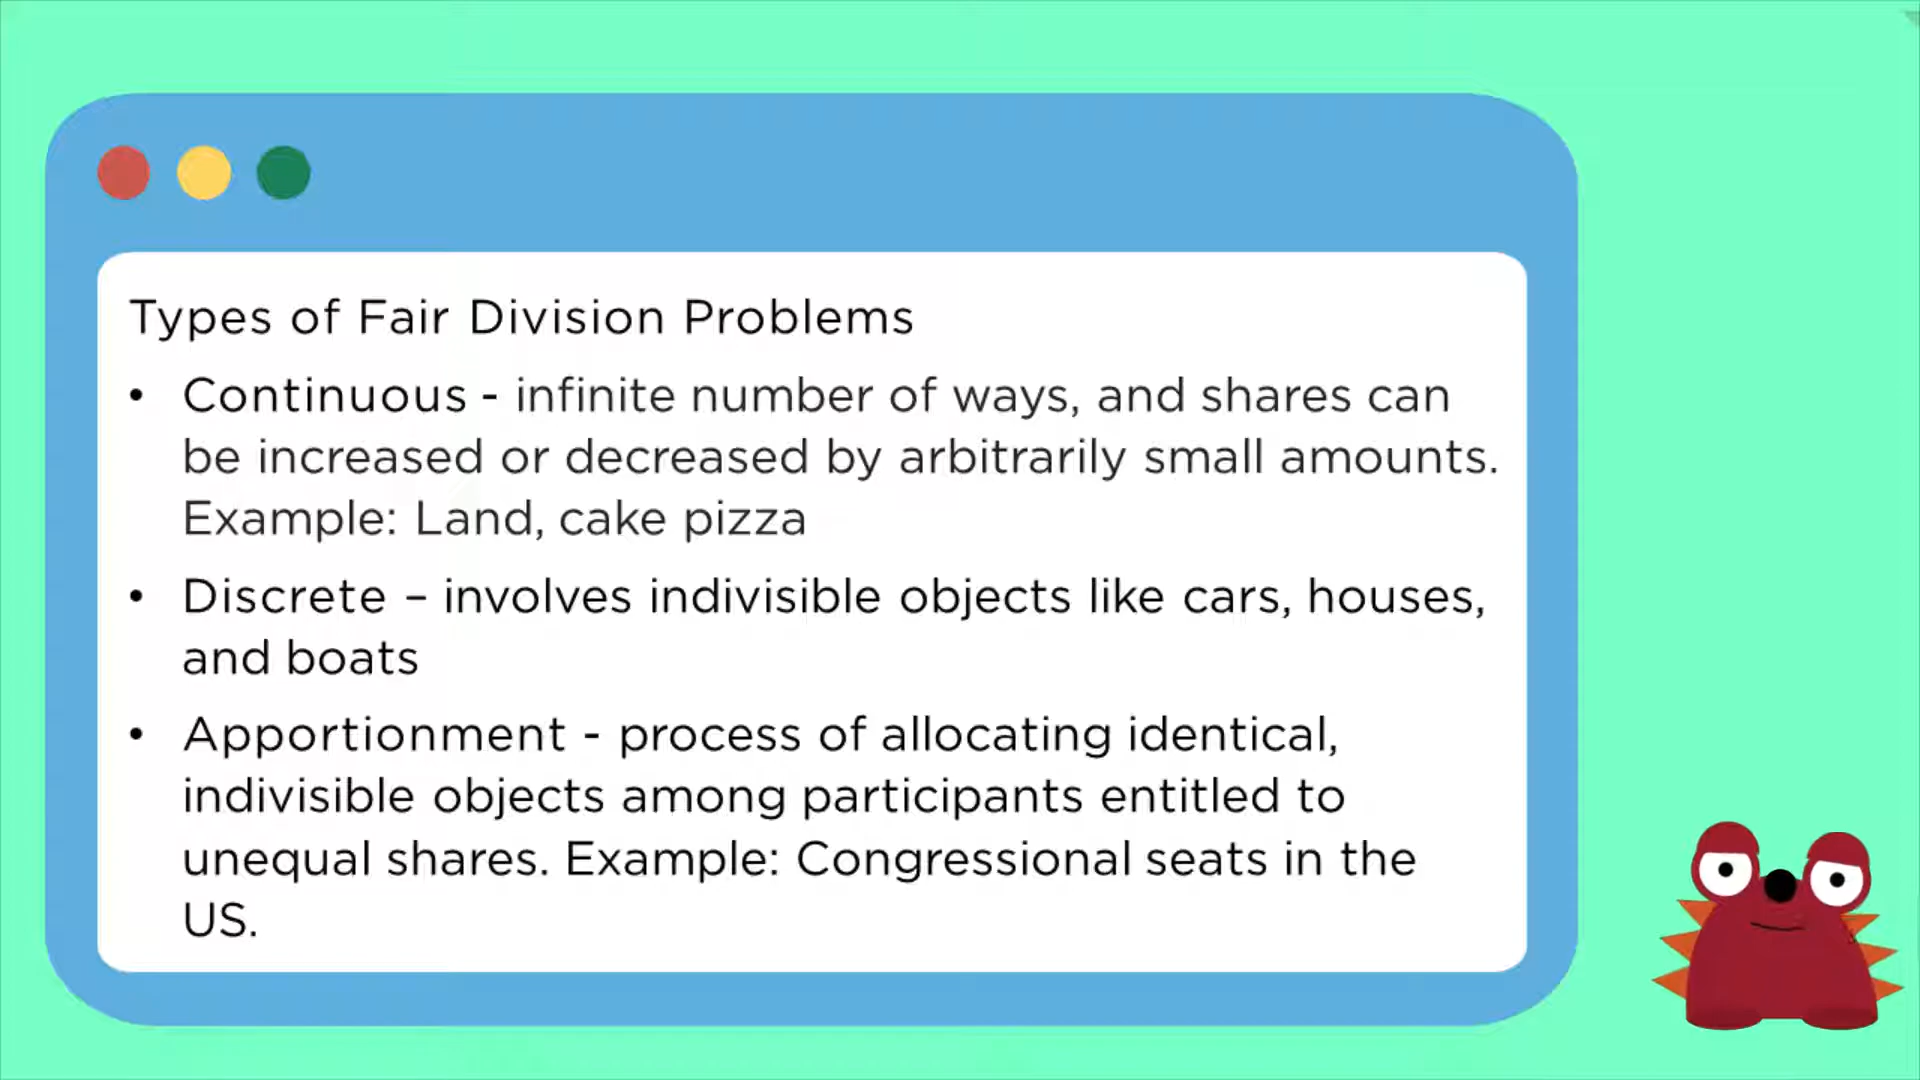 Types of Fair Division Problems
• Continuous - infinite number of ways, and shares can
be increased or decreased by arbitrarily small amounts.
Example: Land, cake pizza
• Discrete – involves indivisible objects like cars, houses,
and boats
• Apportionment - process of allocating identical,
indivisible objects among participants entitled to
unequal shares. Example: Congressional seats in the
US.